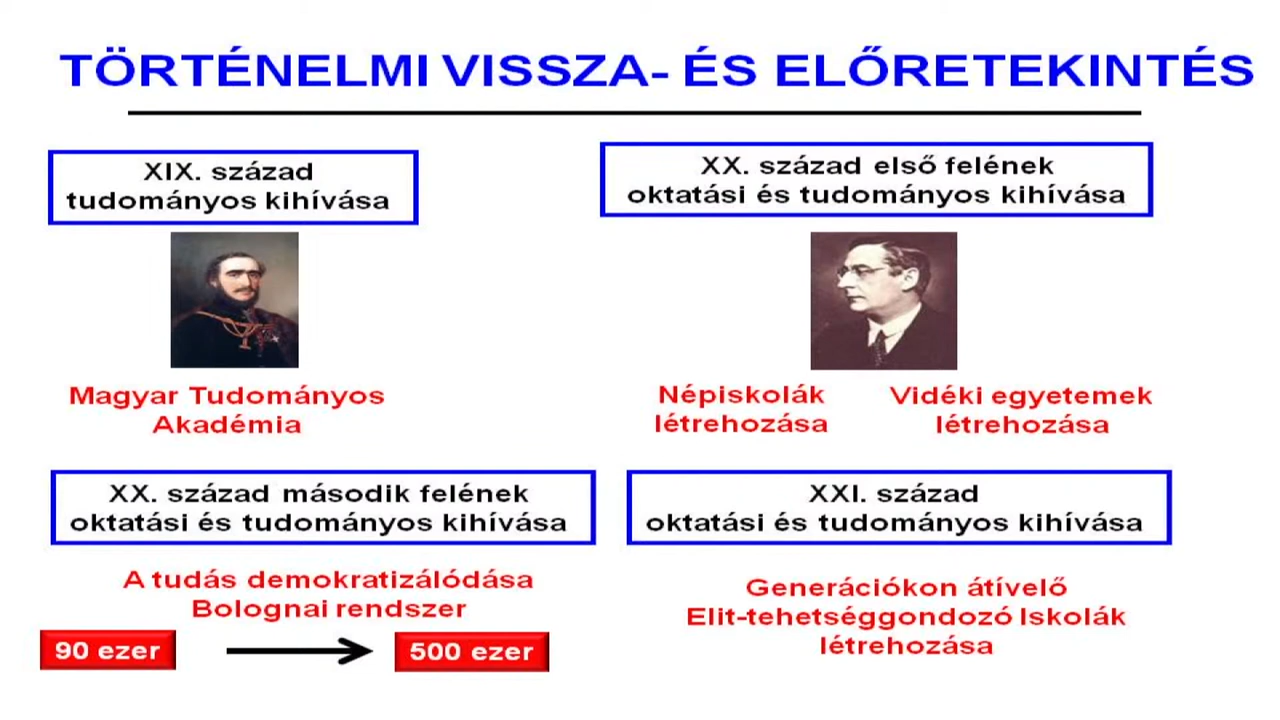 TÖRTÉNELMI VISSZA- ÉS ELŐRETEKINTÉS
XIX. század
tudományos kihívása
XX. század első felének
oktatási és tudományos kihívása
Magyar Tudományos
Akadémia
Népiskolák
létrehozása
Vidéki egyetemek
létrehozása
XX. század második felének
oktatási és tudományos kihívása
A tudás demokratizálódása
Bolognai rendszer
90 ezer
500 ezer
XXI. század
oktatási és tudományos kihívása
Generációkon átívelő
Elit-tehetséggondozó Iskolák
létrehozása